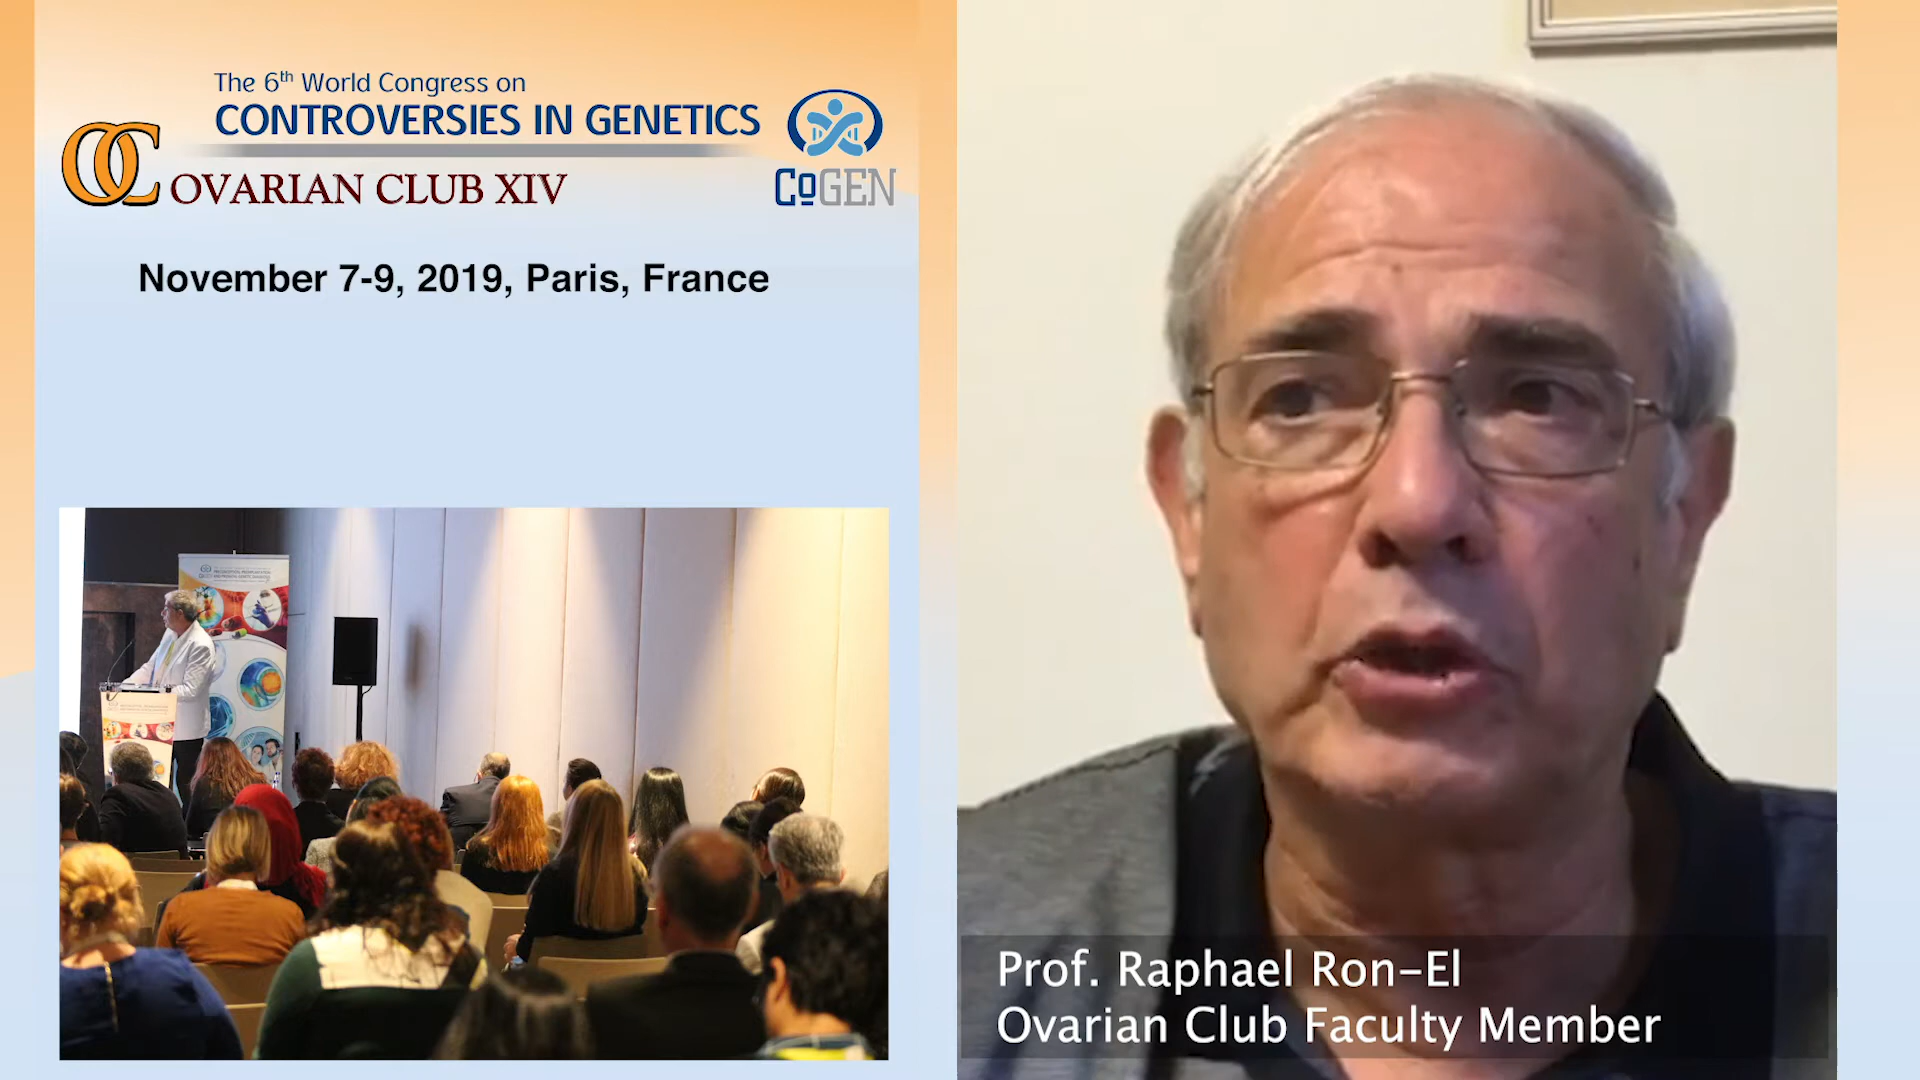 The 6th World Congress on
CONTROVERSIES IN GENETICS
OC OVARIAN CLUB XIV
CoGEN
November 7-9, 2019, Paris, France
Prof. Raphael Ron-El
Ovarian Club Faculty Member